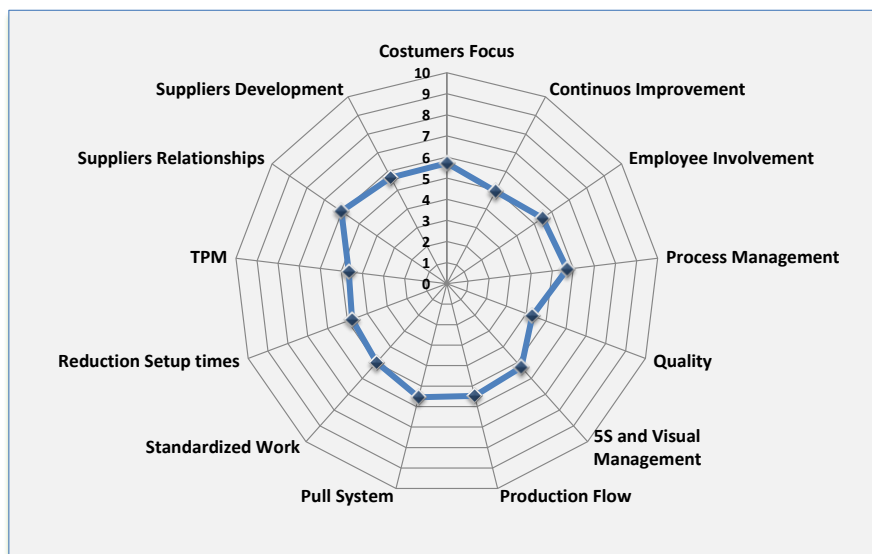 Costumers Focus
Continuos Improvement
Employee Involvement
Process Management
Quality
5S and Visual
Management
Production Flow
Pull System
Standardized Work
Reduction Setup times
TPM
Suppliers Relationships
Suppliers Development
10
9
8
7
6
5
4
3
2
1
0